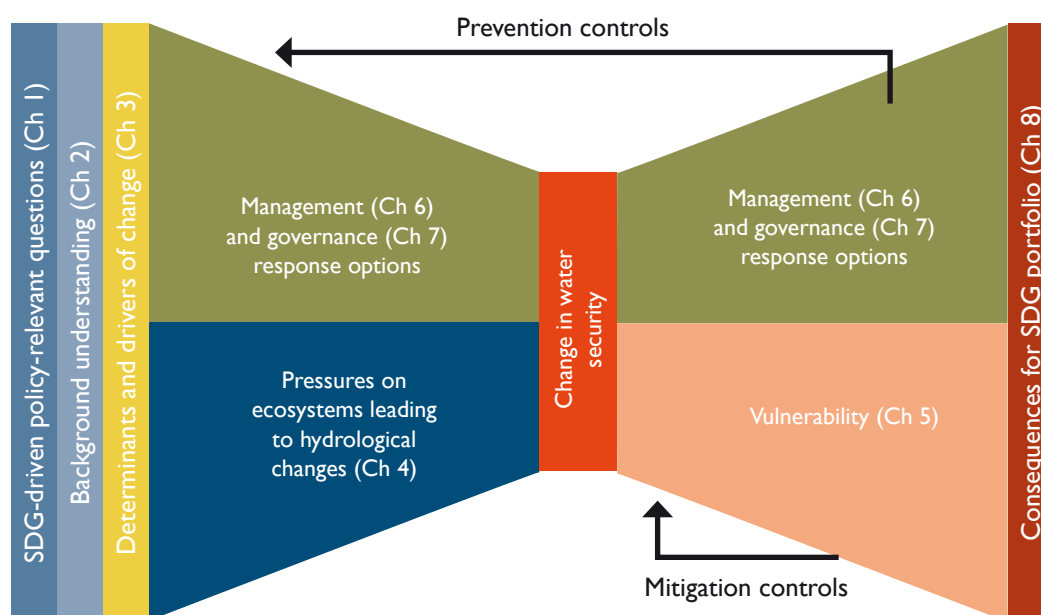 Prevention controls
SDG-driven policy-relevant questions (Ch 1)
Background understanding (Ch 2)
Determinants and drivers of change (Ch 3)
Management (Ch 6)
and governance (Ch 7)
response options
Pressures on
ecosystems leading
to hydrological
changes (Ch 4)
Change in water
security
Management (Ch 6)
and governance (Ch 7)
response options
Vulnerability (Ch 5)
Consequences for SDG portfolio (Ch 8)
Mitigation controls